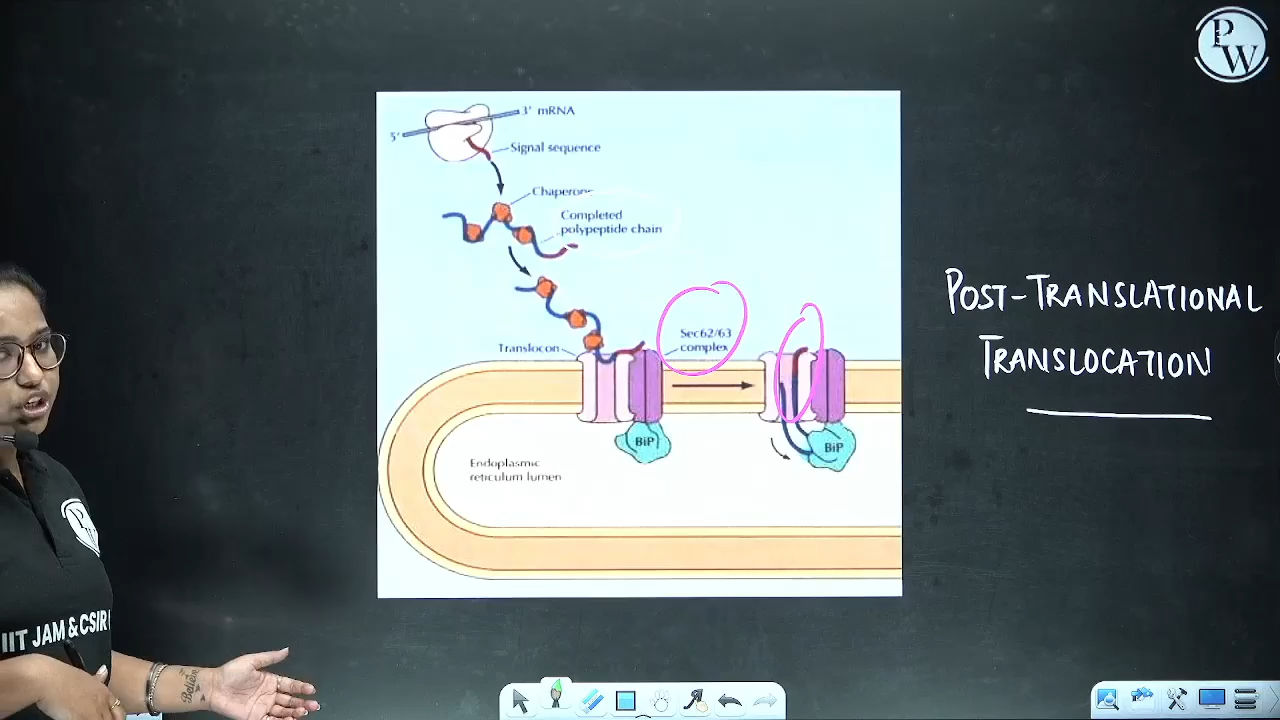 P
W
3' mRNA
5'
Signal sequence
Chaperone
Completed
polypeptide chain
Sec62/63
complex
Translocon
BiP
BiP
Endoplasmic
reticulum lumen
POST-TRANSLATIONAL
TRANSLOCATION
P
W
IIT JAM & CSIR
Believe